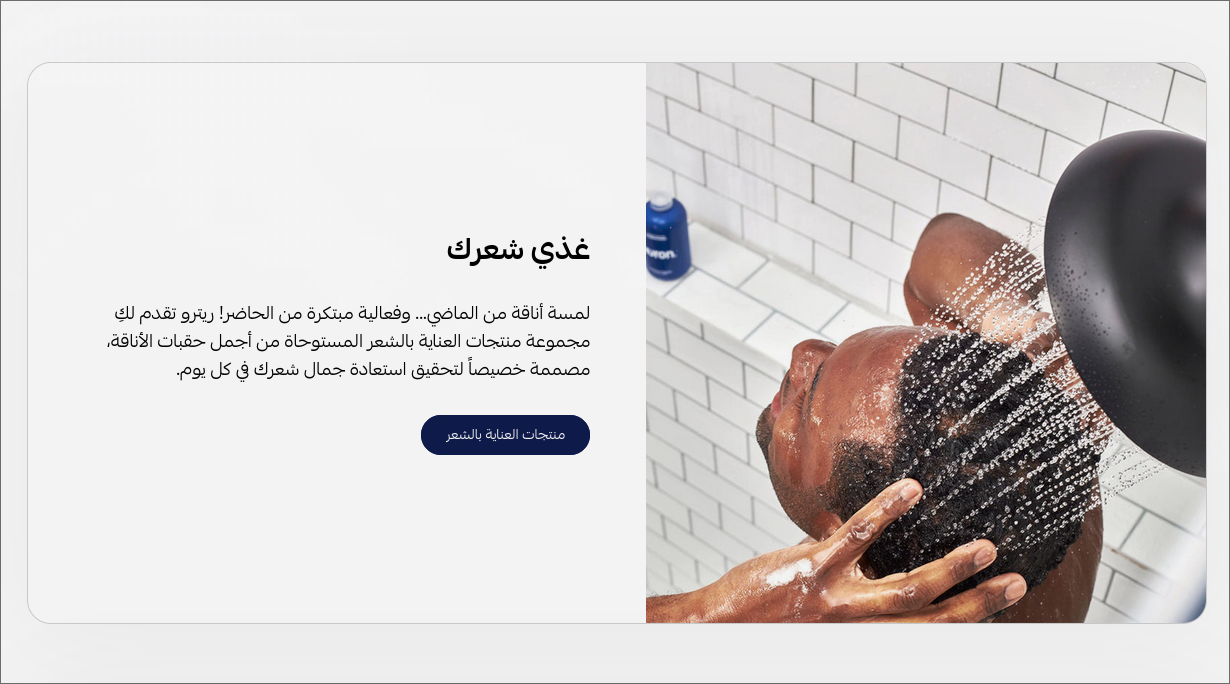 غذي شعرك
لمسة أناقة من الماضي... وفعالية مبتكرة من الحاضر! ريترو تقدم لكِ
مجموعة منتجات العناية بالشعر المستوحاة من أجمل حقبات الأناقة،
مصممة خصيصاً لتحقيق استعادة جمال شعرك في كل يوم.
منتجات العناية بالشعر